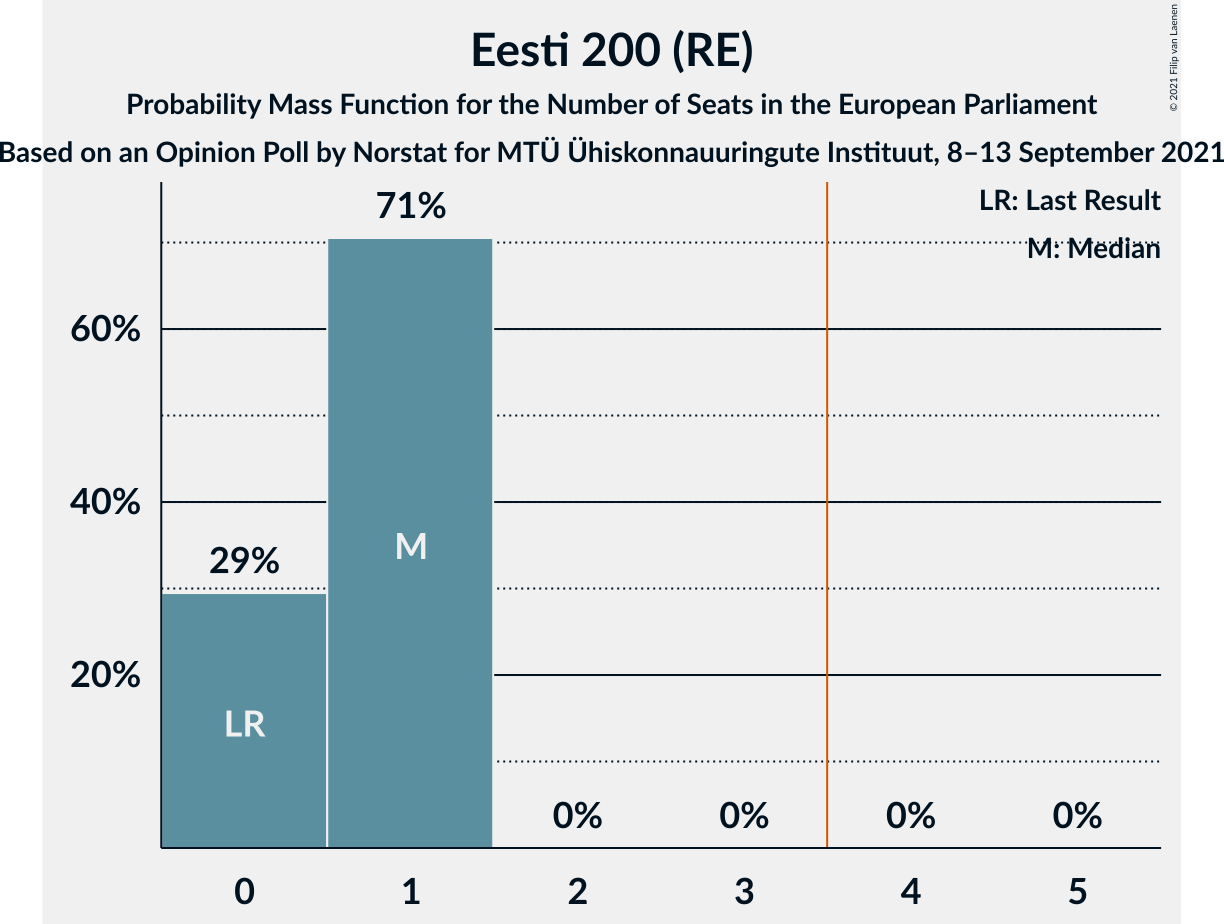 Eesti 200 (RE)
Probability Mass Function for the Number of Seats in the European Parliament
Based on an Opinion Poll by Norstat for MTÜ Ühiskonnauuringute Instituut, 8–13 September 2021
© 2021 Filip van Laenen
LR: Last Result
M: Median
71%
60%
40%
29%
M
20%
LR
0% 0% 0% 0%
0 1 2 3 4 5